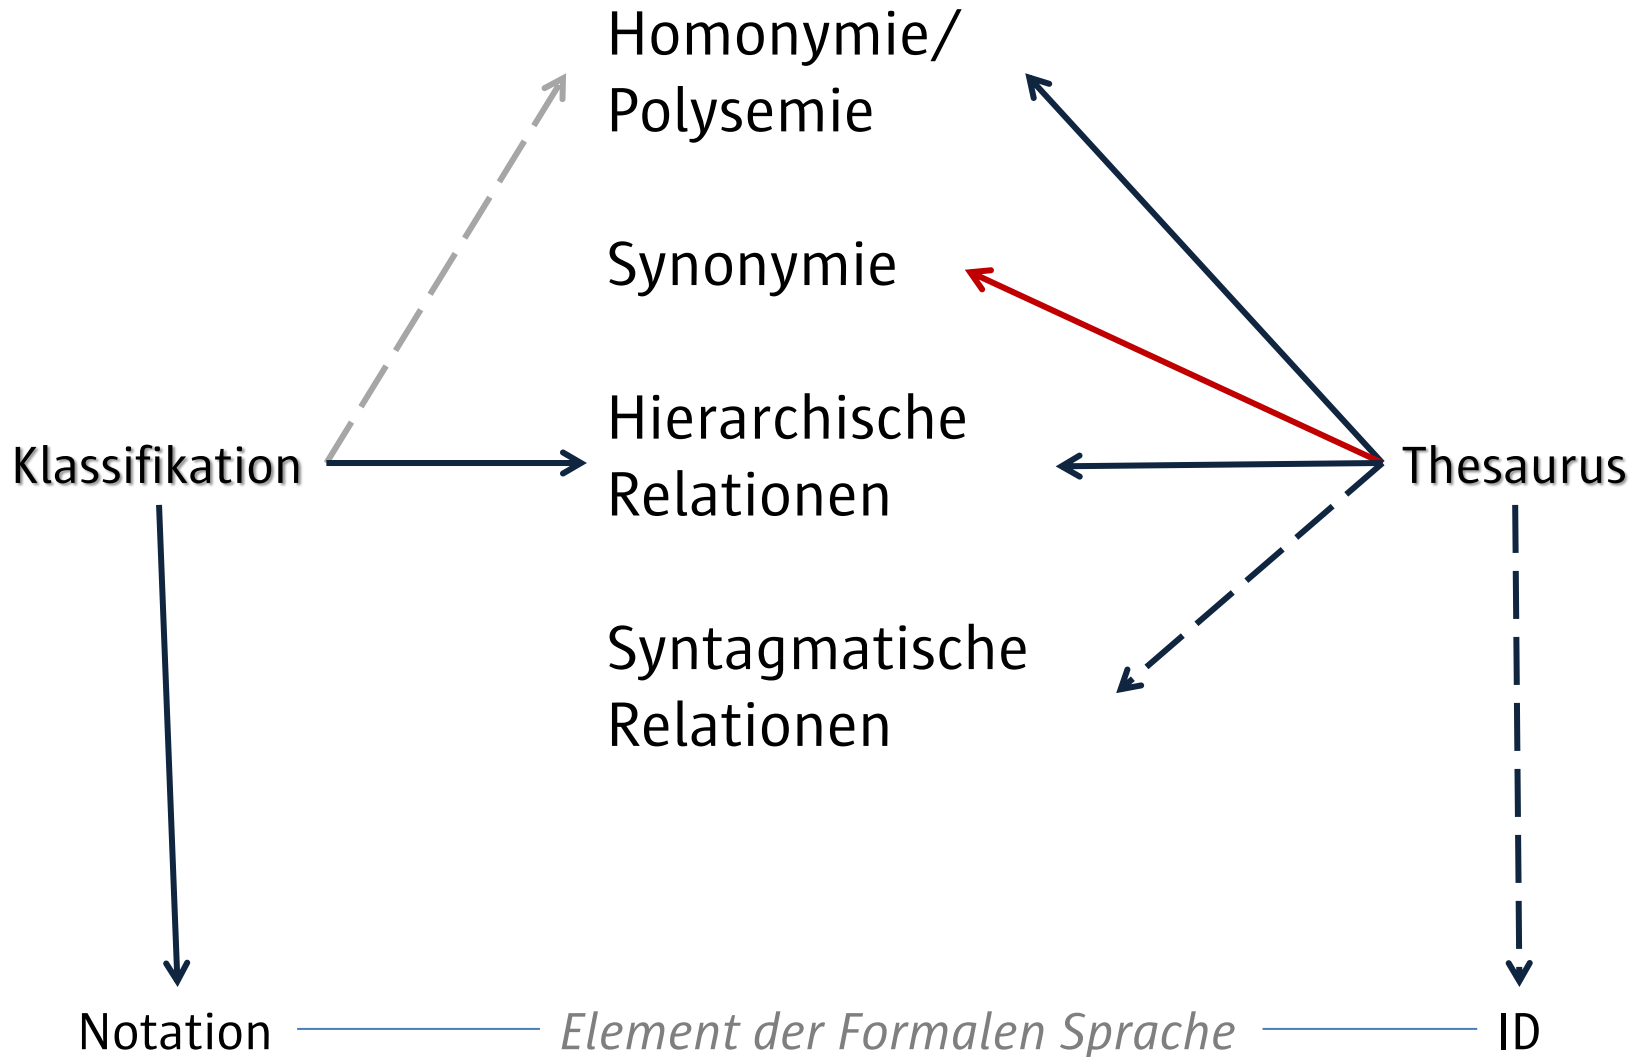 Homonymie/
Polysemie
Synonymie
Hierarchische
Relationen
Klassifikation
Thesaurus
Syntagmatische
Relationen
Notation
Element der Formalen Sprache
ID